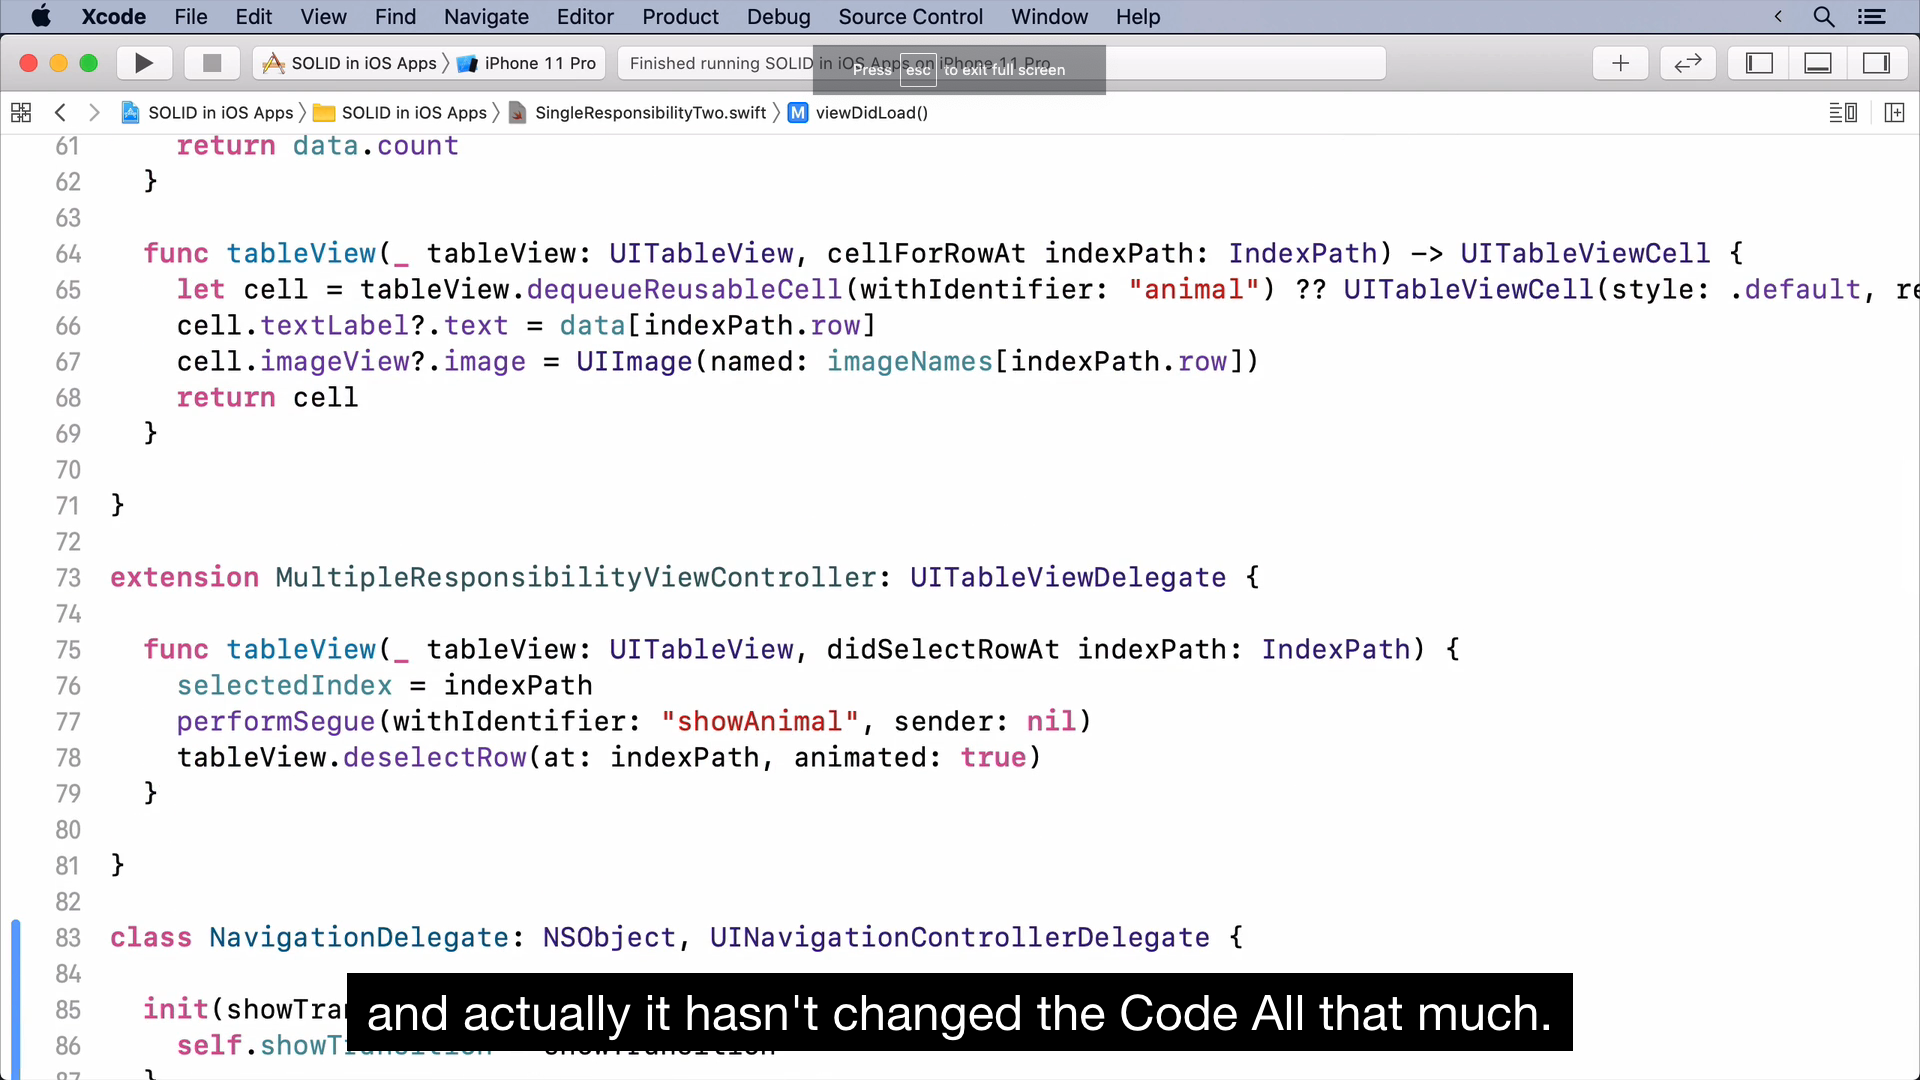 Xcode File Edit View Find Navigate Editor Product Debug Source Control Window Help
SOLID in iOS Apps iPhone 11 Pro
Finished running SOLID in iOS Apps on iPhone 11 Pro
Press esc to exit full screen
SOLID in iOS Apps SOLID in iOS Apps SingleResponsibilityTwo.swift M viewDidLoad()
61 return data.count
62 }
63
64 func tableView(_ tableView: UITableView, cellForRowAt indexPath: IndexPath) -> UITableViewCell {
65 let cell = tableView.dequeueReusableCell(withIdentifier: "animal") ?? UITableViewCell(style: .default, re
66 cell.textLabel?.text = data[indexPath.row]
67 cell.imageView?.image = UIImage(named: imageNames[indexPath.row])
68 return cell
69 }
70
71 }
72
73 extension MultipleResponsibilityViewController: UITableViewDelegate {
74
75 func tableView(_ tableView: UITableView, didSelectRowAt indexPath: IndexPath) {
76 selectedIndex = indexPath
77 performSegue(withIdentifier: "showAnimal", sender: nil)
78 tableView.deselectRow(at: indexPath, animated: true)
79 }
80
81 }
82
83 class NavigationDelegate: NSObject, UINavigationControllerDelegate {
84
85 init(showTra
and actually it hasn't changed the Code All that much.
86 self.showTransition = showTransition
87 }